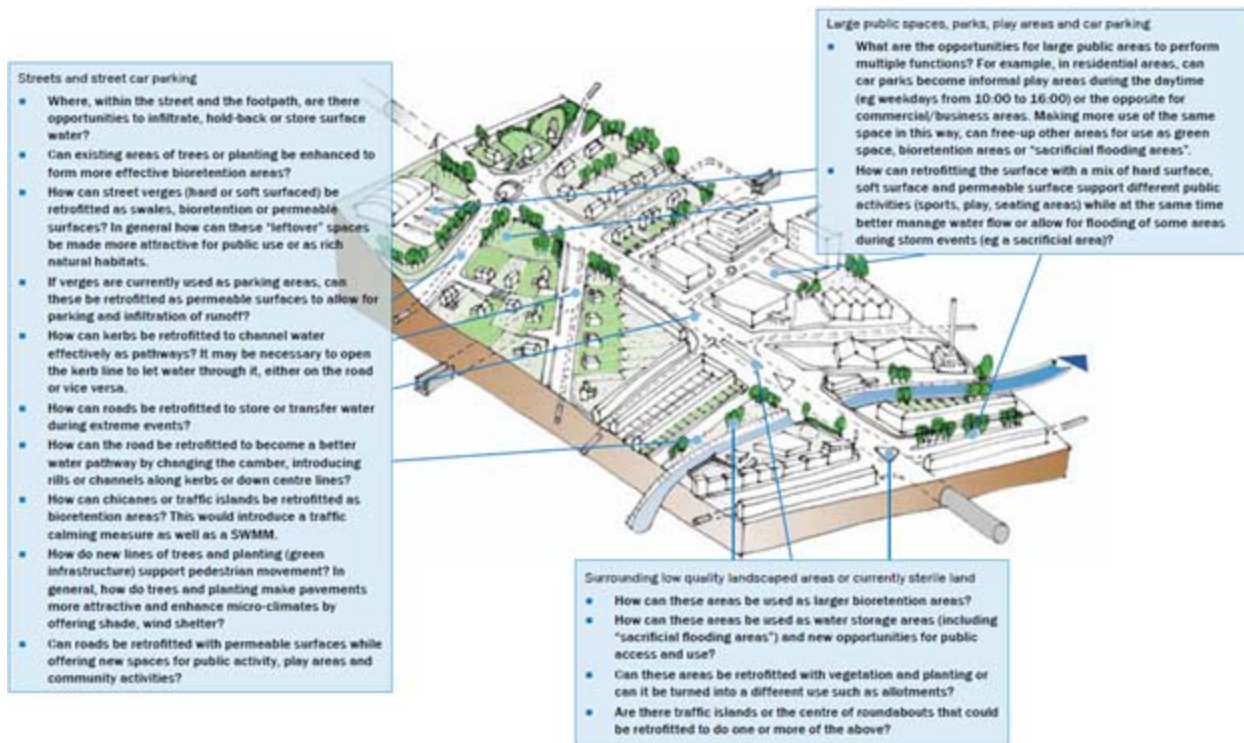 Streets and street car parking
Where, within the street and the footpath, are there
opportunities to infiltrate, hold-back or store surface
water?
Can existing areas of trees or planting be enhanced to
form more effective bioretention areas?
How can street verges (hard or soft surfaced) be
retrofitted as swales, bioretention or permeable
surfaces? In general how can these "leftover" spaces
be made more attractive for public use or as rich
natural habitats.
If verges are currently used as parking areas, can
these be retrofitted as permeable surfaces to allow for
parking and infiltration of runoff?
How can kerbs be retrofitted to channel water
effectively as pathways? It may be necessary to open
the kerb line to let water through it, either on the road
or vice versa.
How can roads be retrofitted to store or transfer water
during extreme events?
How can the road be retrofitted to become a better
water pathway by changing the camber, introducing
rills or channels along kerbs or down centre lines?
How can chicanes or traffic islands be retrofitted as
bioretention areas? This would introduce a traffic
calming measure as well as a SWMM.
How do new lines of trees and planting (green
infrastructure) support pedestrian movement? In
general, how do trees and planting make pavements
more attractive and enhance micro-climates by
offering shade, wind shelter?
Can roads be retrofitted with permeable surfaces while
offering new spaces for public activity, play areas and
community activities?
Large public spaces, parks, play areas and car parking
What are the opportunities for large public areas to perform
multiple functions? For example, in residential areas, can
car parks become informal play areas during the daytime
(eg weekdays from 10:00 to 16:00) or the opposite for
commercial/business areas. Making more use of the same
space in this way, can free-up other areas for use as green
space, bioretention areas or "sacrificial flooding areas".
How can retrofitting the surface with a mix of hard surface,
soft surface and permeable surface support different public
activities (sports, play, seating areas) while at the same time
better manage water flow or allow for flooding of some areas
during storm events (eg a sacrificial area)?
Surrounding low quality landscaped areas or currently sterile land
How can these areas be used as larger bioretention areas?
How can these areas be used as water storage areas (including
"sacrificial flooding areas") and new opportunities for public
access and use?
Can these areas be retrofitted with vegetation and planting or
can it be turned into a different use such as allotments?
Are there traffic islands or the centre of roundabouts that could
be retrofitted to do one or more of the above?